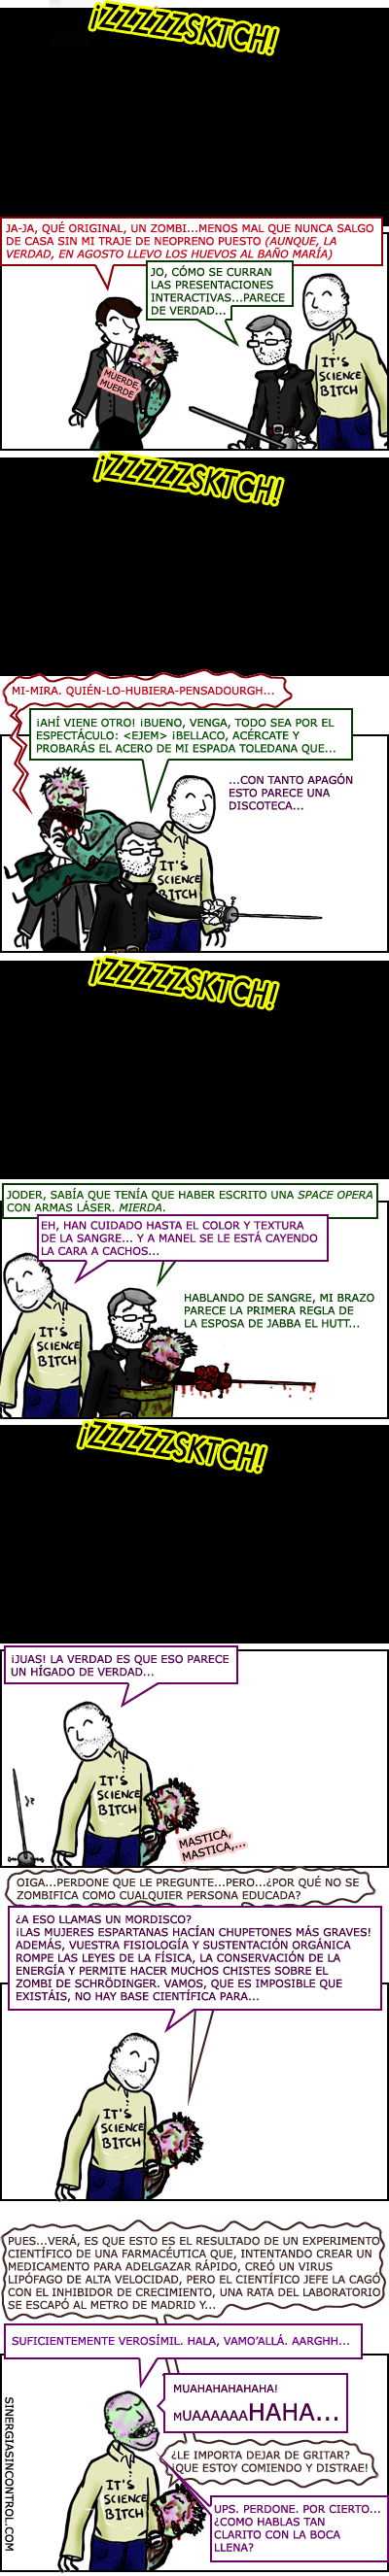 ¡ZZZZZZSKTCH!
JA-JA, QUÉ ORIGINAL, UN ZOMBI...MENOS MAL QUE NUNCA SALGO
DE CASA SIN MI TRAJE DE NEOPRENO PUESTO (AUNQUE, LA
VERDAD, EN AGOSTO LLEVO LOS HUEVOS AL BAÑO MARÍA)
JO, CÓMO SE CURRAN
LAS PRESENTACIONES
INTERACTIVAS...PARECE
DE VERDAD...
MUERDE,
MUERDE
IT'S
SCIENCE
BITCH
¡ZZZZZZSKTCH!
MI-MIRA. QUIÉN-LO-HUBIERA-PENSADOURGH...
¡AHÍ VIENE OTRO! ¡BUENO, VENGA, TODO SEA POR EL
ESPECTÁCULO: <EJEM> ¡BELLACO, ACÉRCATE Y
PROBARÁS EL ACERO DE MI ESPADA TOLEDANA QUE...
...CON TANTO APAGÓN
ESTO PARECE UNA
DISCOTECA...
IT'S
SCIENCE
BITCH
¡ZZZZZZSKTCH!
JODER, SABÍA QUE TENÍA QUE HABER ESCRITO UNA SPACE OPERA
CON ARMAS LÁSER. MIERDA.
EH, HAN CUIDADO HASTA EL COLOR Y TEXTURA
DE LA SANGRE... Y A MANEL SE LE ESTÁ CAYENDO
LA CARA A CACHOS...
HABLANDO DE SANGRE, MI BRAZO
PARECE LA PRIMERA REGLA DE
LA ESPOSA DE JABBA EL HUTT...
IT'S
SCIENCE
BITCH
¡ZZZZZZSKTCH!
¡JUAS! LA VERDAD ES QUE ESO PARECE
UN HÍGADO DE VERDAD...
IT'S
SCIENCE
BITCH
MASTICA,
MASTICA,...
OIGA...PERDONE QUE LE PREGUNTE...PERO...¿POR QUÉ NO SE
ZOMBIFICA COMO CUALQUIER PERSONA EDUCADA?
¿A ESO LLAMAS UN MORDISCO?
¡LAS MUJERES ESPARTANAS HACÍAN CHUPETONES MÁS GRAVES!
ADEMÁS, VUESTRA FISIOLOGÍA Y SUSTENTACIÓN ORGÁNICA
ROMPE LAS LEYES DE LA FÍSICA, LA CONSERVACIÓN DE LA
ENERGÍA Y PERMITE HACER MUCHOS CHISTES SOBRE EL
ZOMBI DE SCHRÖDINGER. VAMOS, QUE ES IMPOSIBLE QUE
EXISTÁIS, NO HAY BASE CIENTÍFICA PARA...
IT'S
SCIENCE
BITCH
PUES...VERÁ, ES QUE ESTO ES EL RESULTADO DE UN EXPERIMENTO
CIENTÍFICO DE UNA FARMACÉUTICA QUE, INTENTANDO CREAR UN
MEDICAMENTO PARA ADELGAZAR RÁPIDO, CREÓ UN VIRUS
LIPÓFAGO DE ALTA VELOCIDAD, PERO EL CIENTÍFICO JEFE LA CAGÓ
CON EL INHIBIDOR DE CRECIMIENTO, UNA RATA DEL LABORATORIO
SE ESCAPÓ AL METRO DE MADRID Y...
SUFICIENTEMENTE VEROSÍMIL. HALA, VAMO'ALLÁ. AARGHH...
MUAHAHAHAHAHA!
MUAAAAAAHAHA...
¿LE IMPORTA DEJAR DE GRITAR?
¡QUE ESTOY COMIENDO Y DISTRAE!
IT'S
SCIENCE
BITCH
UPS. PERDONE. POR CIERTO...
¿COMO HABLAS TAN
CLARITO CON LA BOCA
LLENA?
SINERGIASINCONTROL.COM